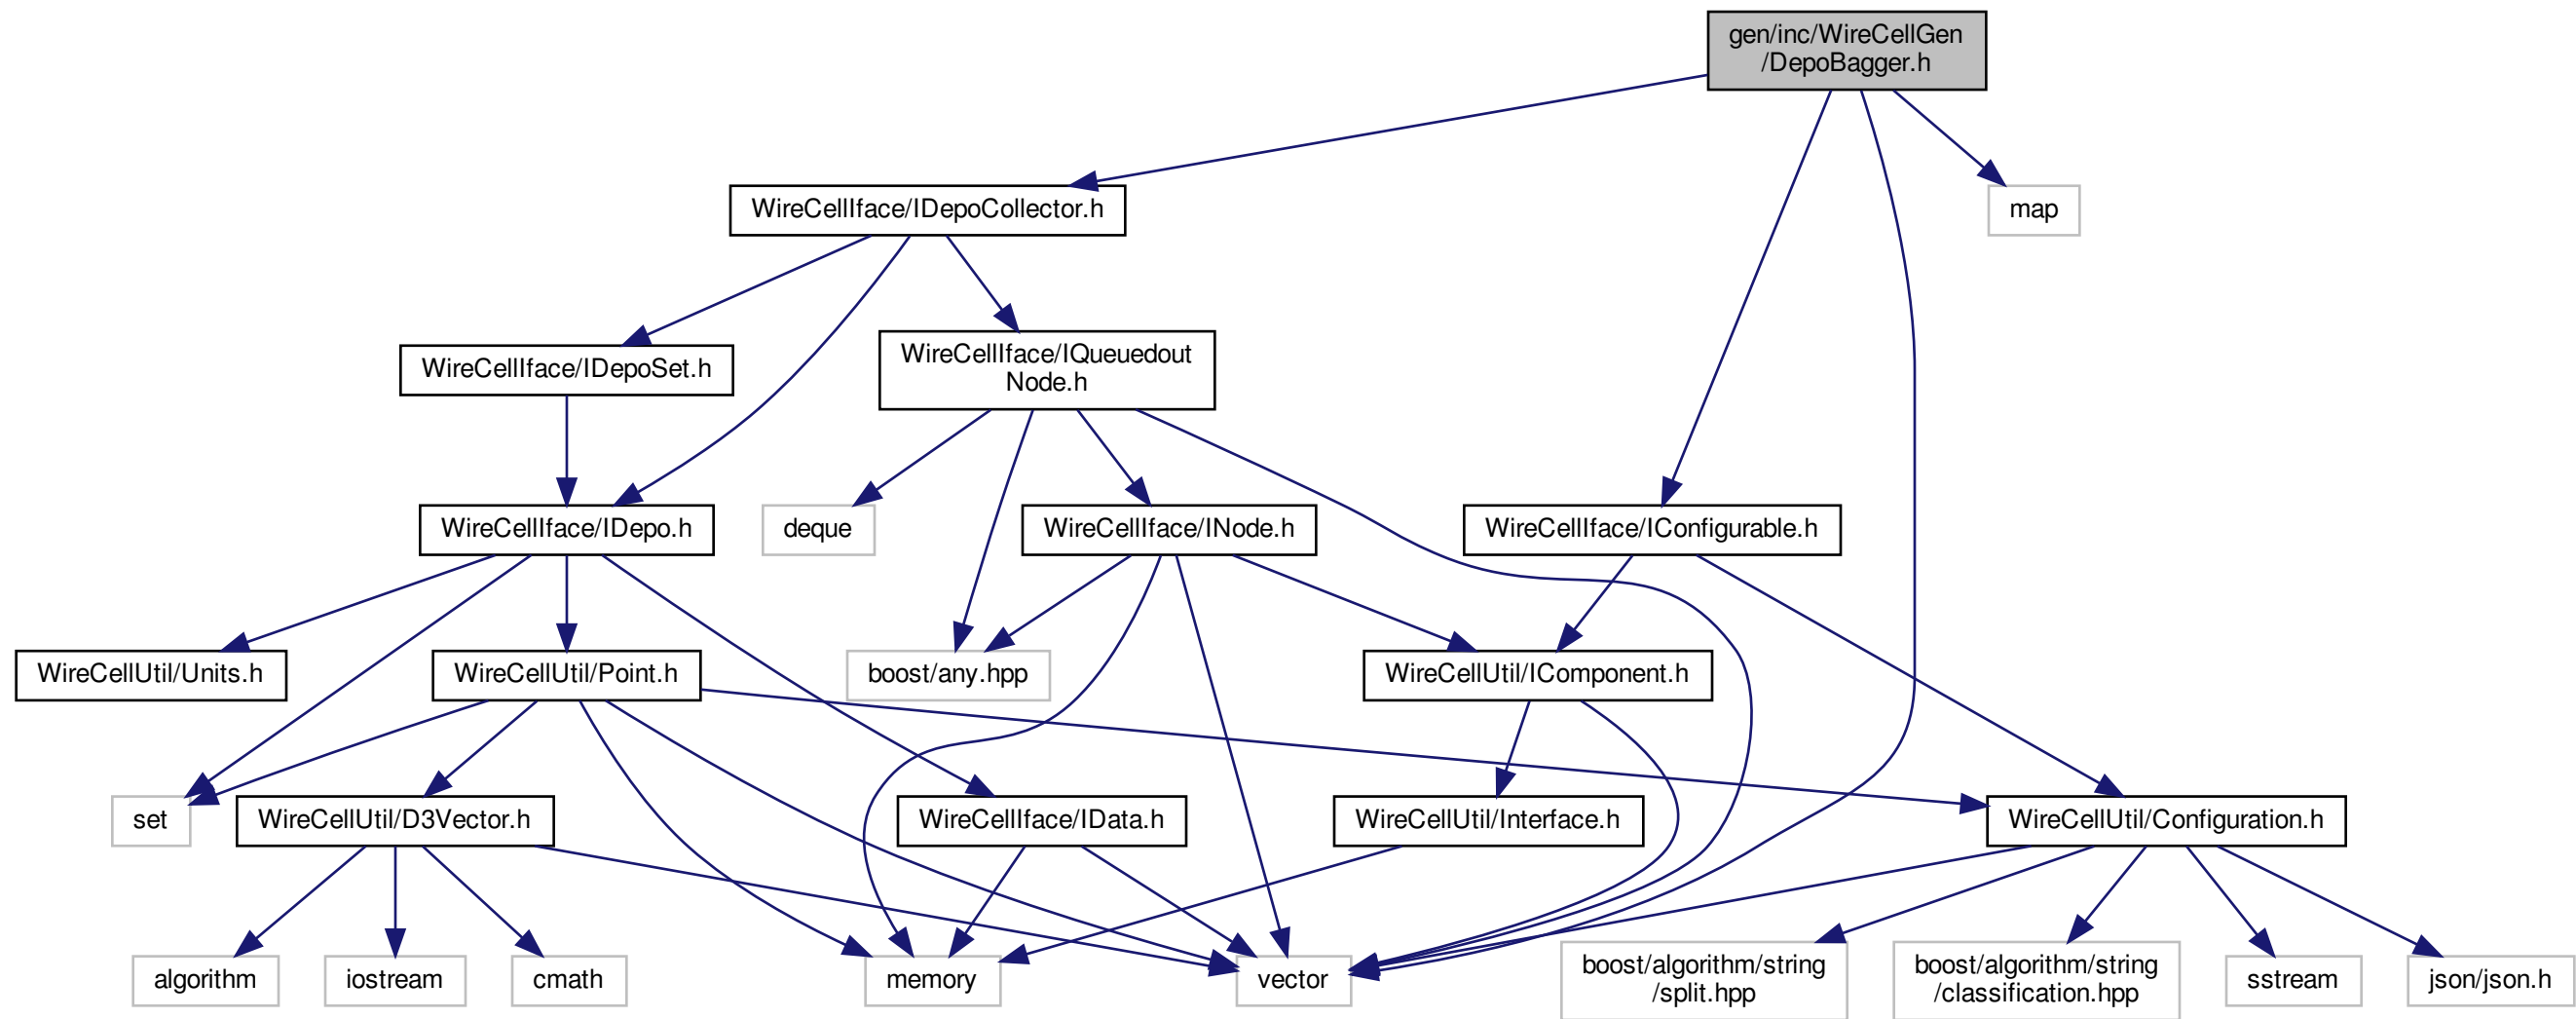 gen/inc/WireCellGen
/DepoBagger.h
WireCellIface/IDepoCollector.h
map
WireCellIface/IDepoSet.h
WireCellIface/IQueuedout
Node.h
WireCellIface/IDepo.h
deque
WireCellIface/INode.h
WireCellIface/IConfigurable.h
WireCellUtil/Units.h
WireCellUtil/Point.h
boost/any.hpp
WireCellUtil/IComponent.h
set
WireCellUtil/D3Vector.h
WireCellIface/IData.h
WireCellUtil/Interface.h
WireCellUtil/Configuration.h
algorithm
iostream
cmath
memory
vector
boost/algorithm/string
/split.hpp
boost/algorithm/string
/classification.hpp
sstream
json/json.h